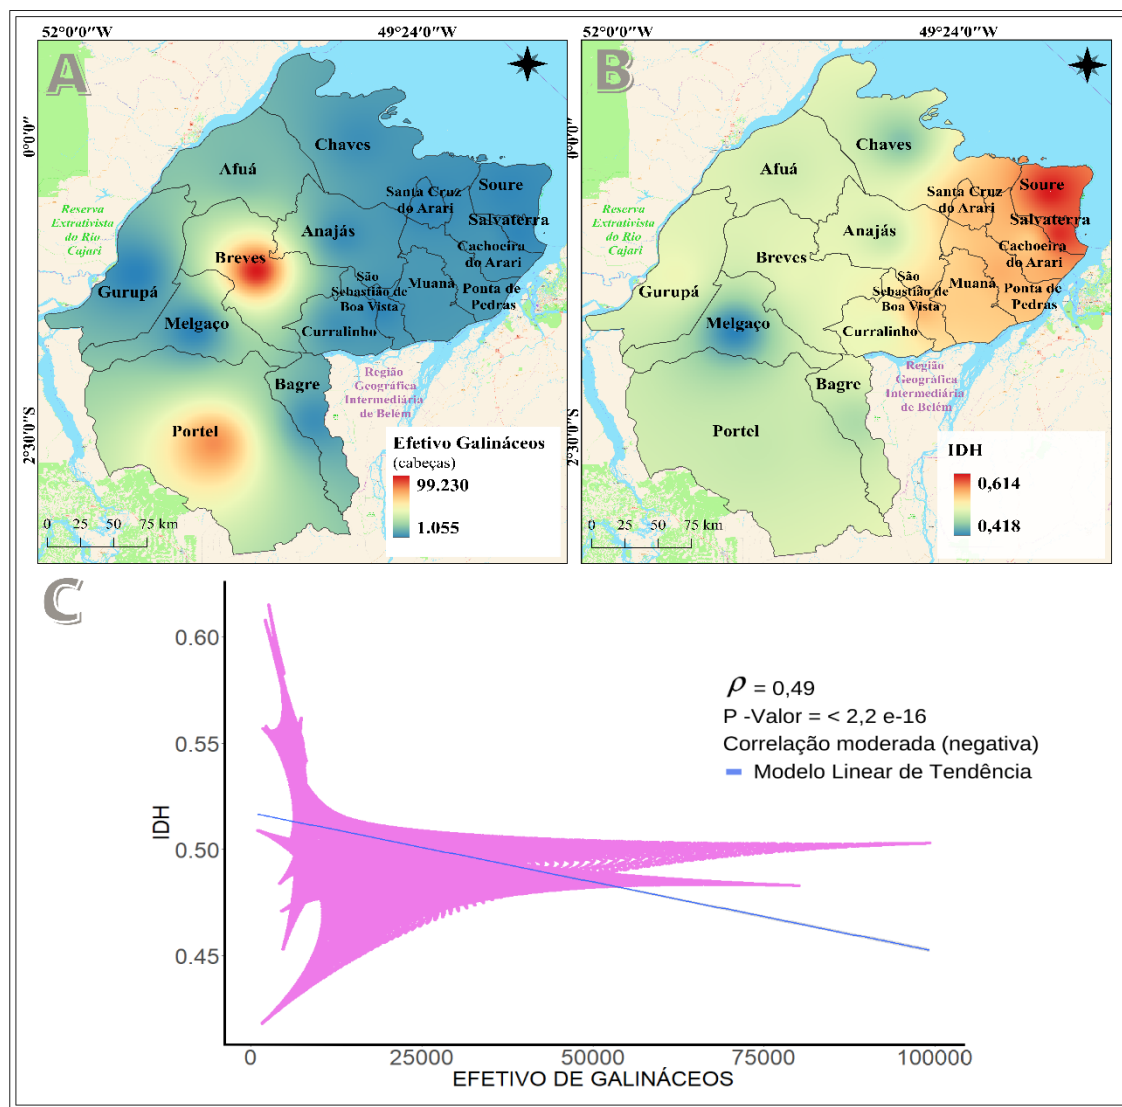 52°0'0"W
49°24'0"W
0°0'0"
2°30'0"S
A
Chaves
Afuá
Santa Cruz
do Arari
Soure
Salvaterra
Reserva
Extrativista
do Rio
Cajari
Anajás
Breves
Cachoeira
do Arari
São
Sebastião de
Boa Vista
Muaná
Ponta de
Pedras
Gurupá
Melgaço
Curralinho
Bagre
Região
Geográfica
Intermediária
de Belém
Portel
Efetivo Galináceos
(cabeças)
99.230
1.055
0 25 50 75 km
52°0'0"W
49°24'0"W
0°0'0"
2°30'0"S
B
Chaves
Afuá
Santa Cruz
do Arari
Soure
Salvaterra
Reserva
Extrativista
do Rio
Cajari
Anajás
Breves
Cachoeira
do Arari
São
Sebastião de
Boa Vista
Muaná
Ponta de
Pedras
Gurupá
Melgaço
Curralinho
Bagre
Região
Geográfica
Intermediária
de Belém
Portel
IDH
0,614
0,418
0 25 50 75 km
C
0.60
0.55
0.50
0.45
IDH
ρ = 0,49
P -Valor = < 2,2 e-16
Correlação moderada (negativa)
Modelo Linear de Tendência
0 25000 50000 75000 100000
EFETIVO DE GALINÁCEOS